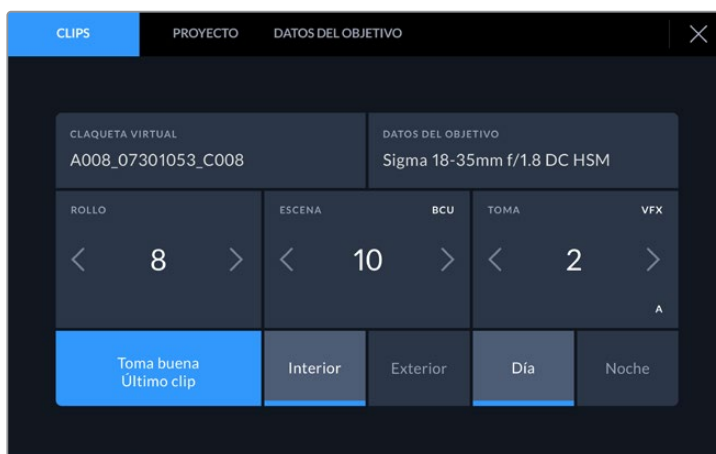 CLIPS PROYECTO DATOS DEL OBJETIVO
CLAQUETA VIRTUAL DATOS DEL OBJETIVO
A008_07301053_C008 Sigma 18-35mm f/1.8 DC HSM
ROLLO ESCENA BCU TOMA VFX
8 10 2
A
Toma buena
Último clip
Interior Exterior Día Noche